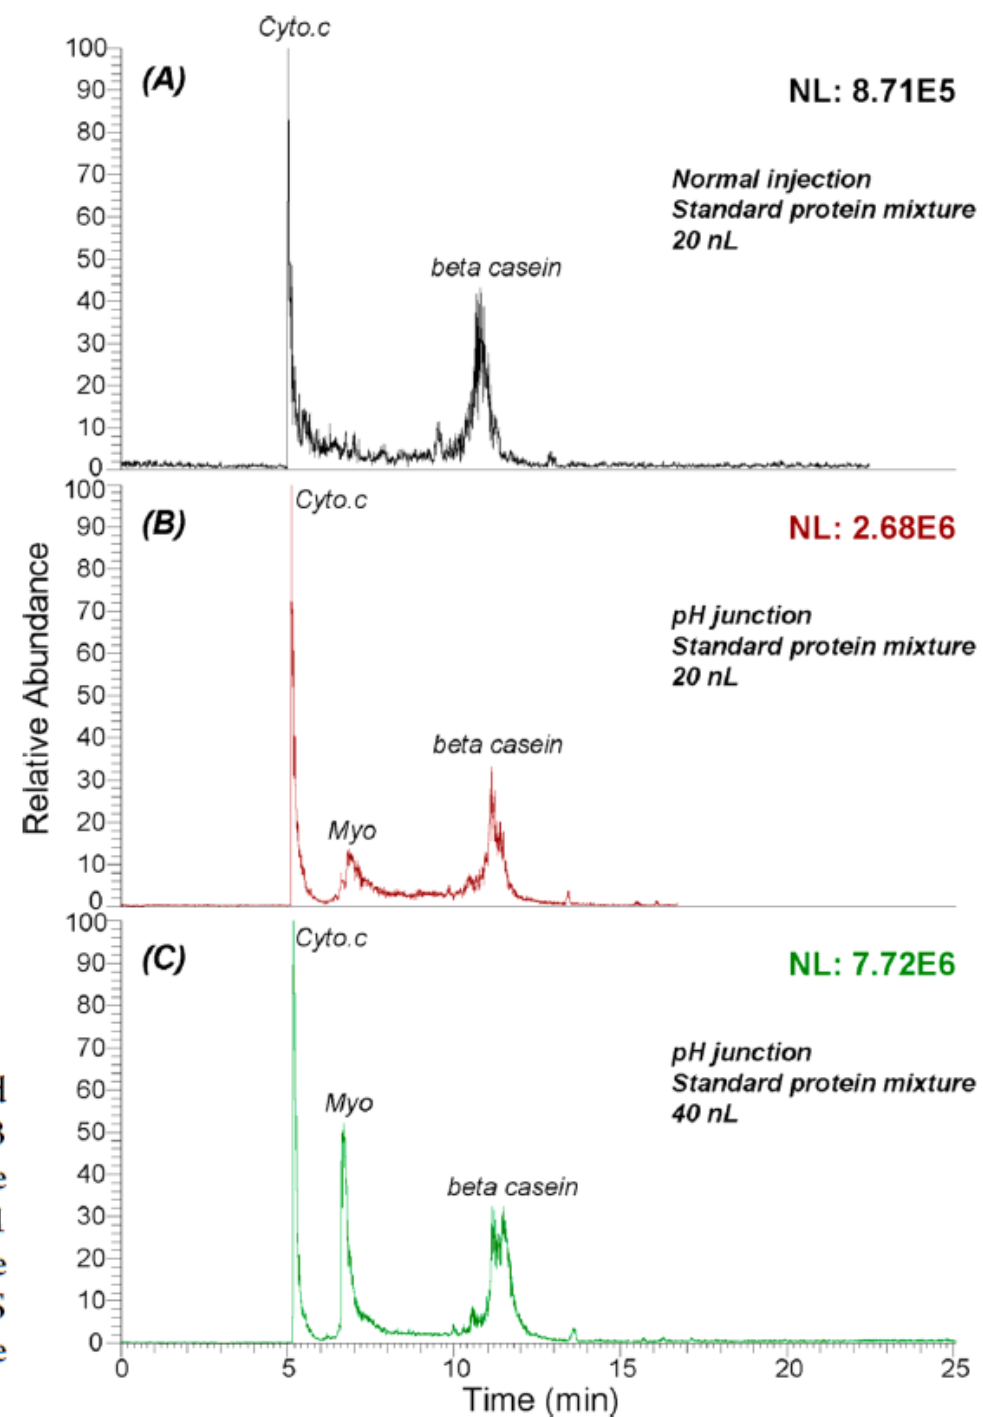 Cyto.c
(A)
NL: 8.71E5
Normal injection
Standard protein mixture
20 nL
beta casein
100
90
80
70
60
50
40
30
20
10
0
Cyto.c
(B)
NL: 2.68E6
pH junction
Standard protein mixture
20 nL
beta casein
Myo
100
90
80
70
60
50
40
30
20
10
0
Relative Abundance
Cyto.c
(C)
NL: 7.72E6
pH junction
Standard protein mixture
40 nL
Myo
beta casein
100
90
80
70
60
50
40
30
20
10
0
0 5 10 15 20 25
Time (min)